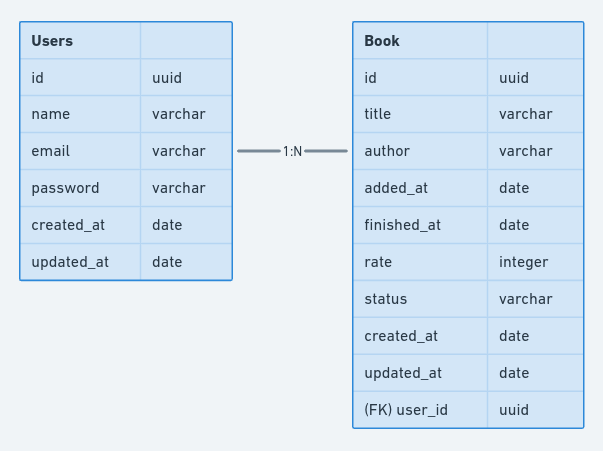 Users
id uuid
name varchar
email varchar
password varchar
created_at date
updated_at date
1:N
Book
id uuid
title varchar
author varchar
added_at date
finished_at date
rate integer
status varchar
created_at date
updated_at date
(FK) user_id uuid